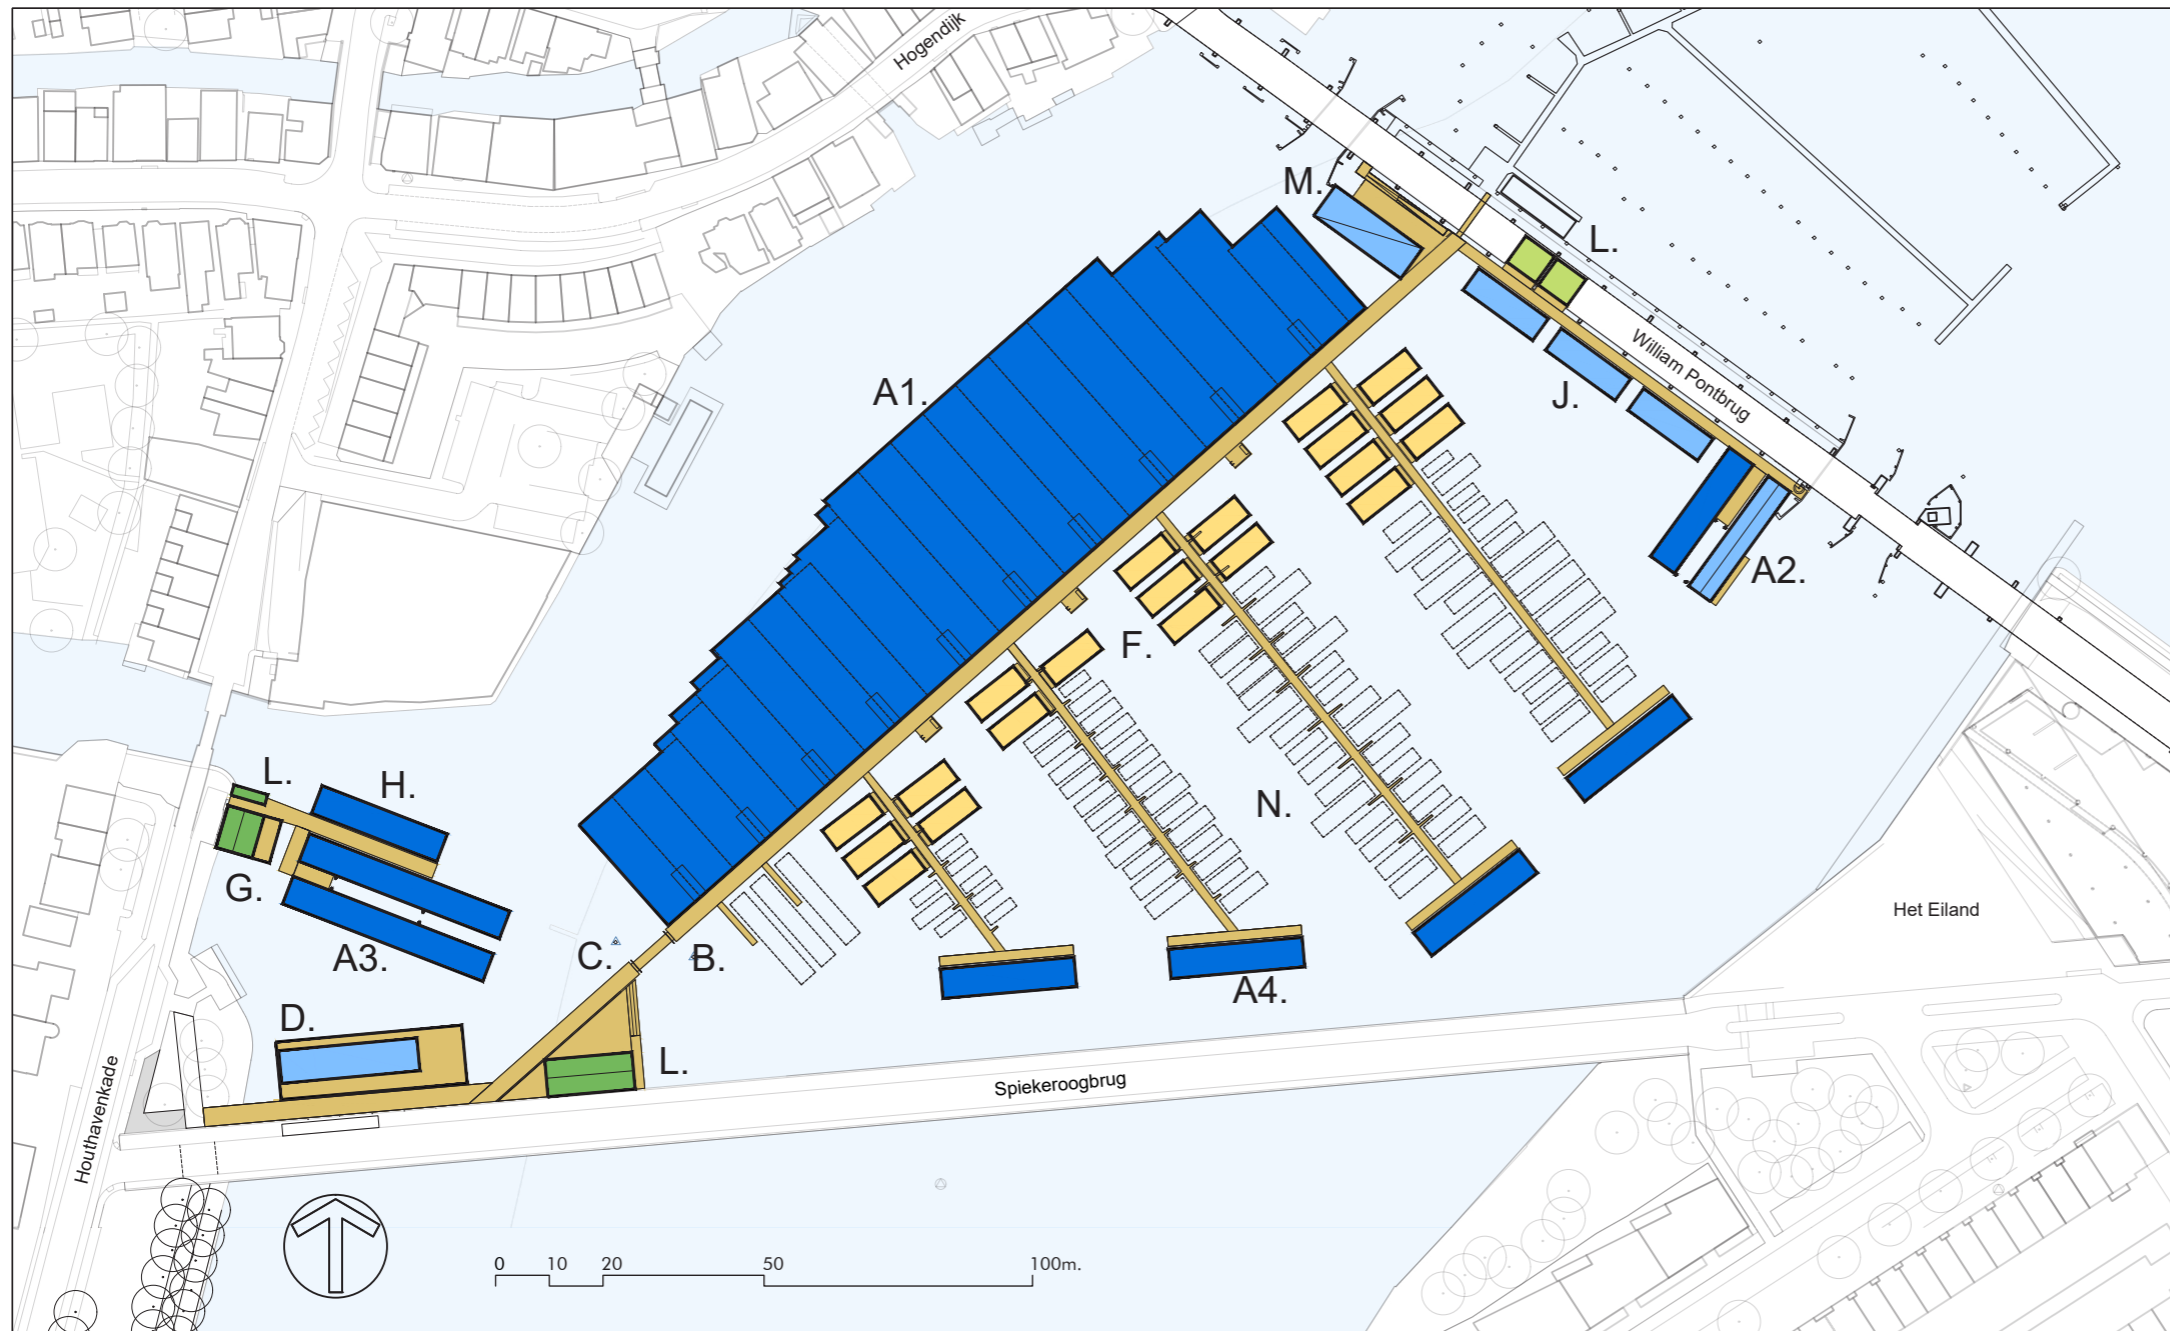 Hogendijk
M.
L.
William Pontbrug
A1.
J.
A2.
F.
L.
H.
N.
G.
A3.
C.
B.
A4.
Het Eiland
D.
L.
Spiekeroogbrug
Houthavenkade
0 10 20 50 100m.